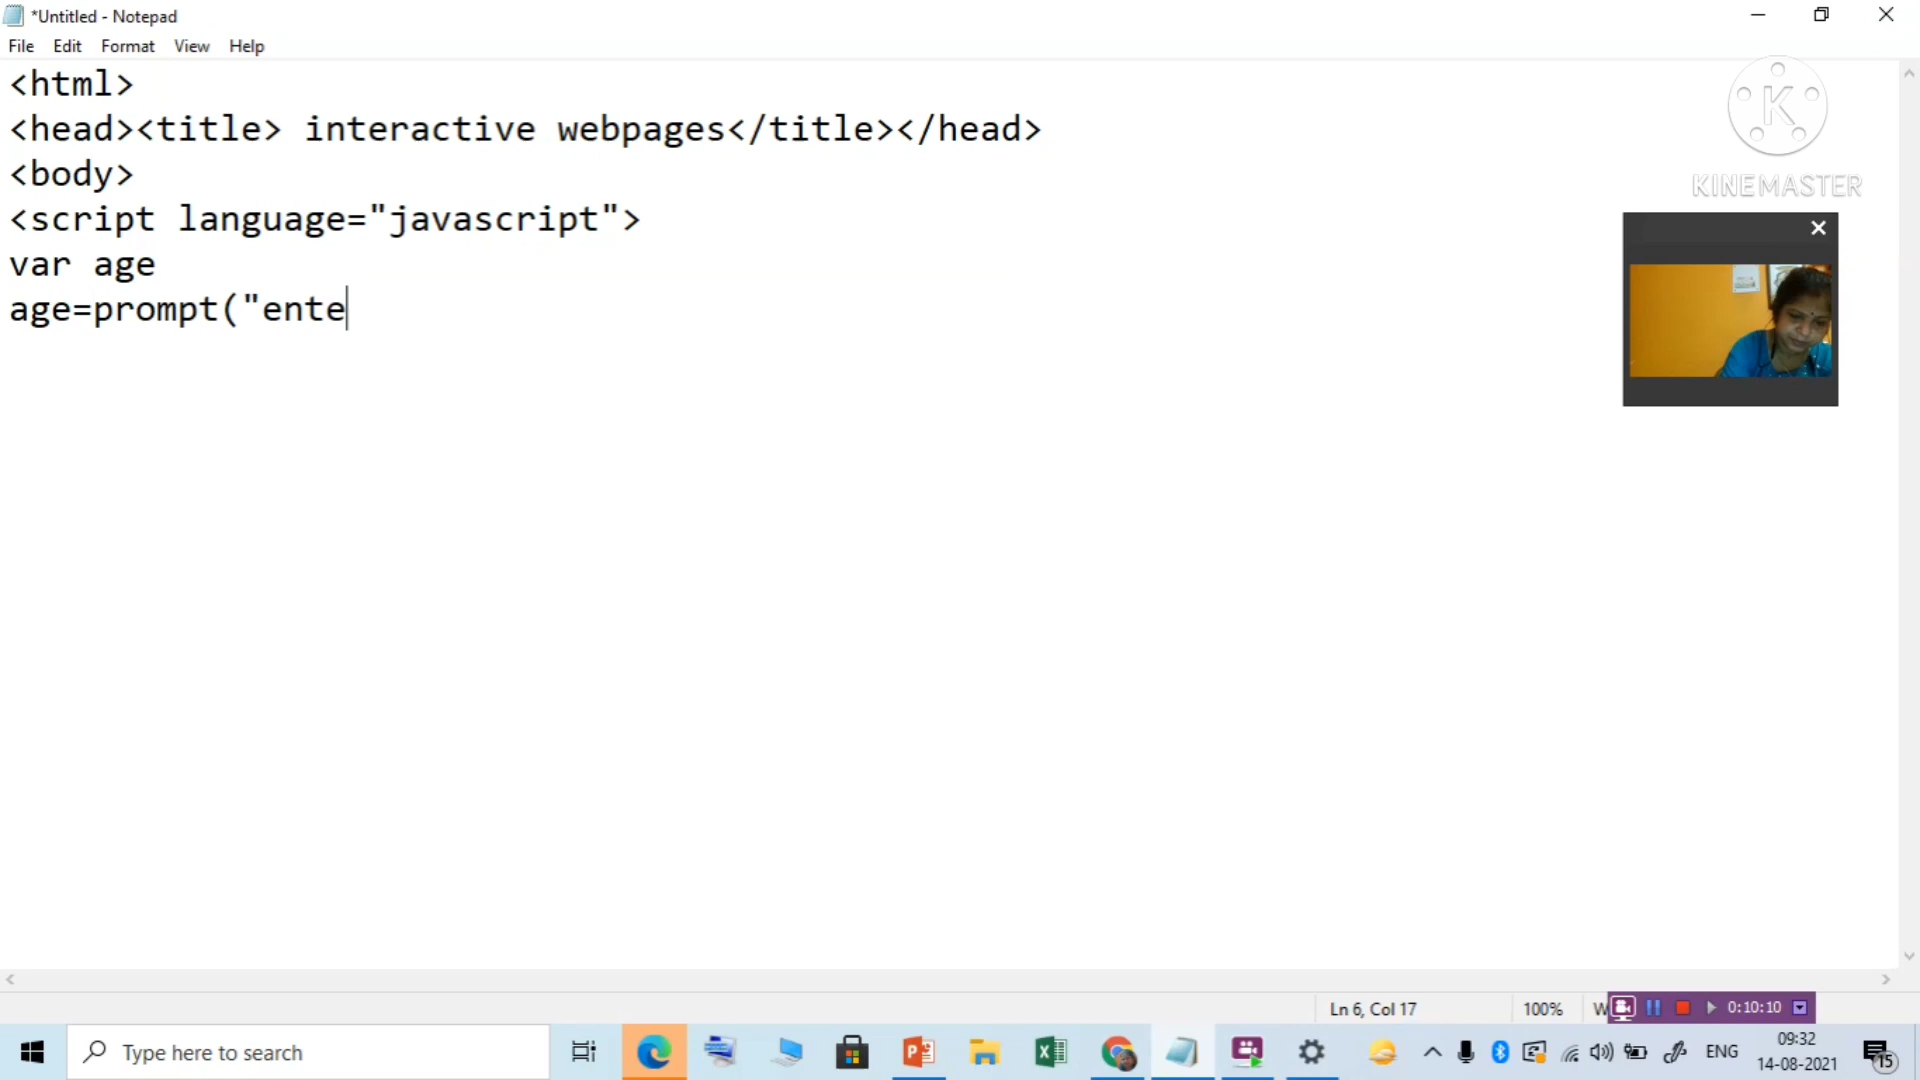 *Untitled - Notepad
File Edit Format View Help
<html>
<head><title> interactive webpages</title></head>
<body>
<script language="javascript">
var age
age=prompt("ente
K
KINEMASTER
Ln 6, Col 17
100%
W
0:10:10
Type here to search
ENG
09:32
14-08-2021
15